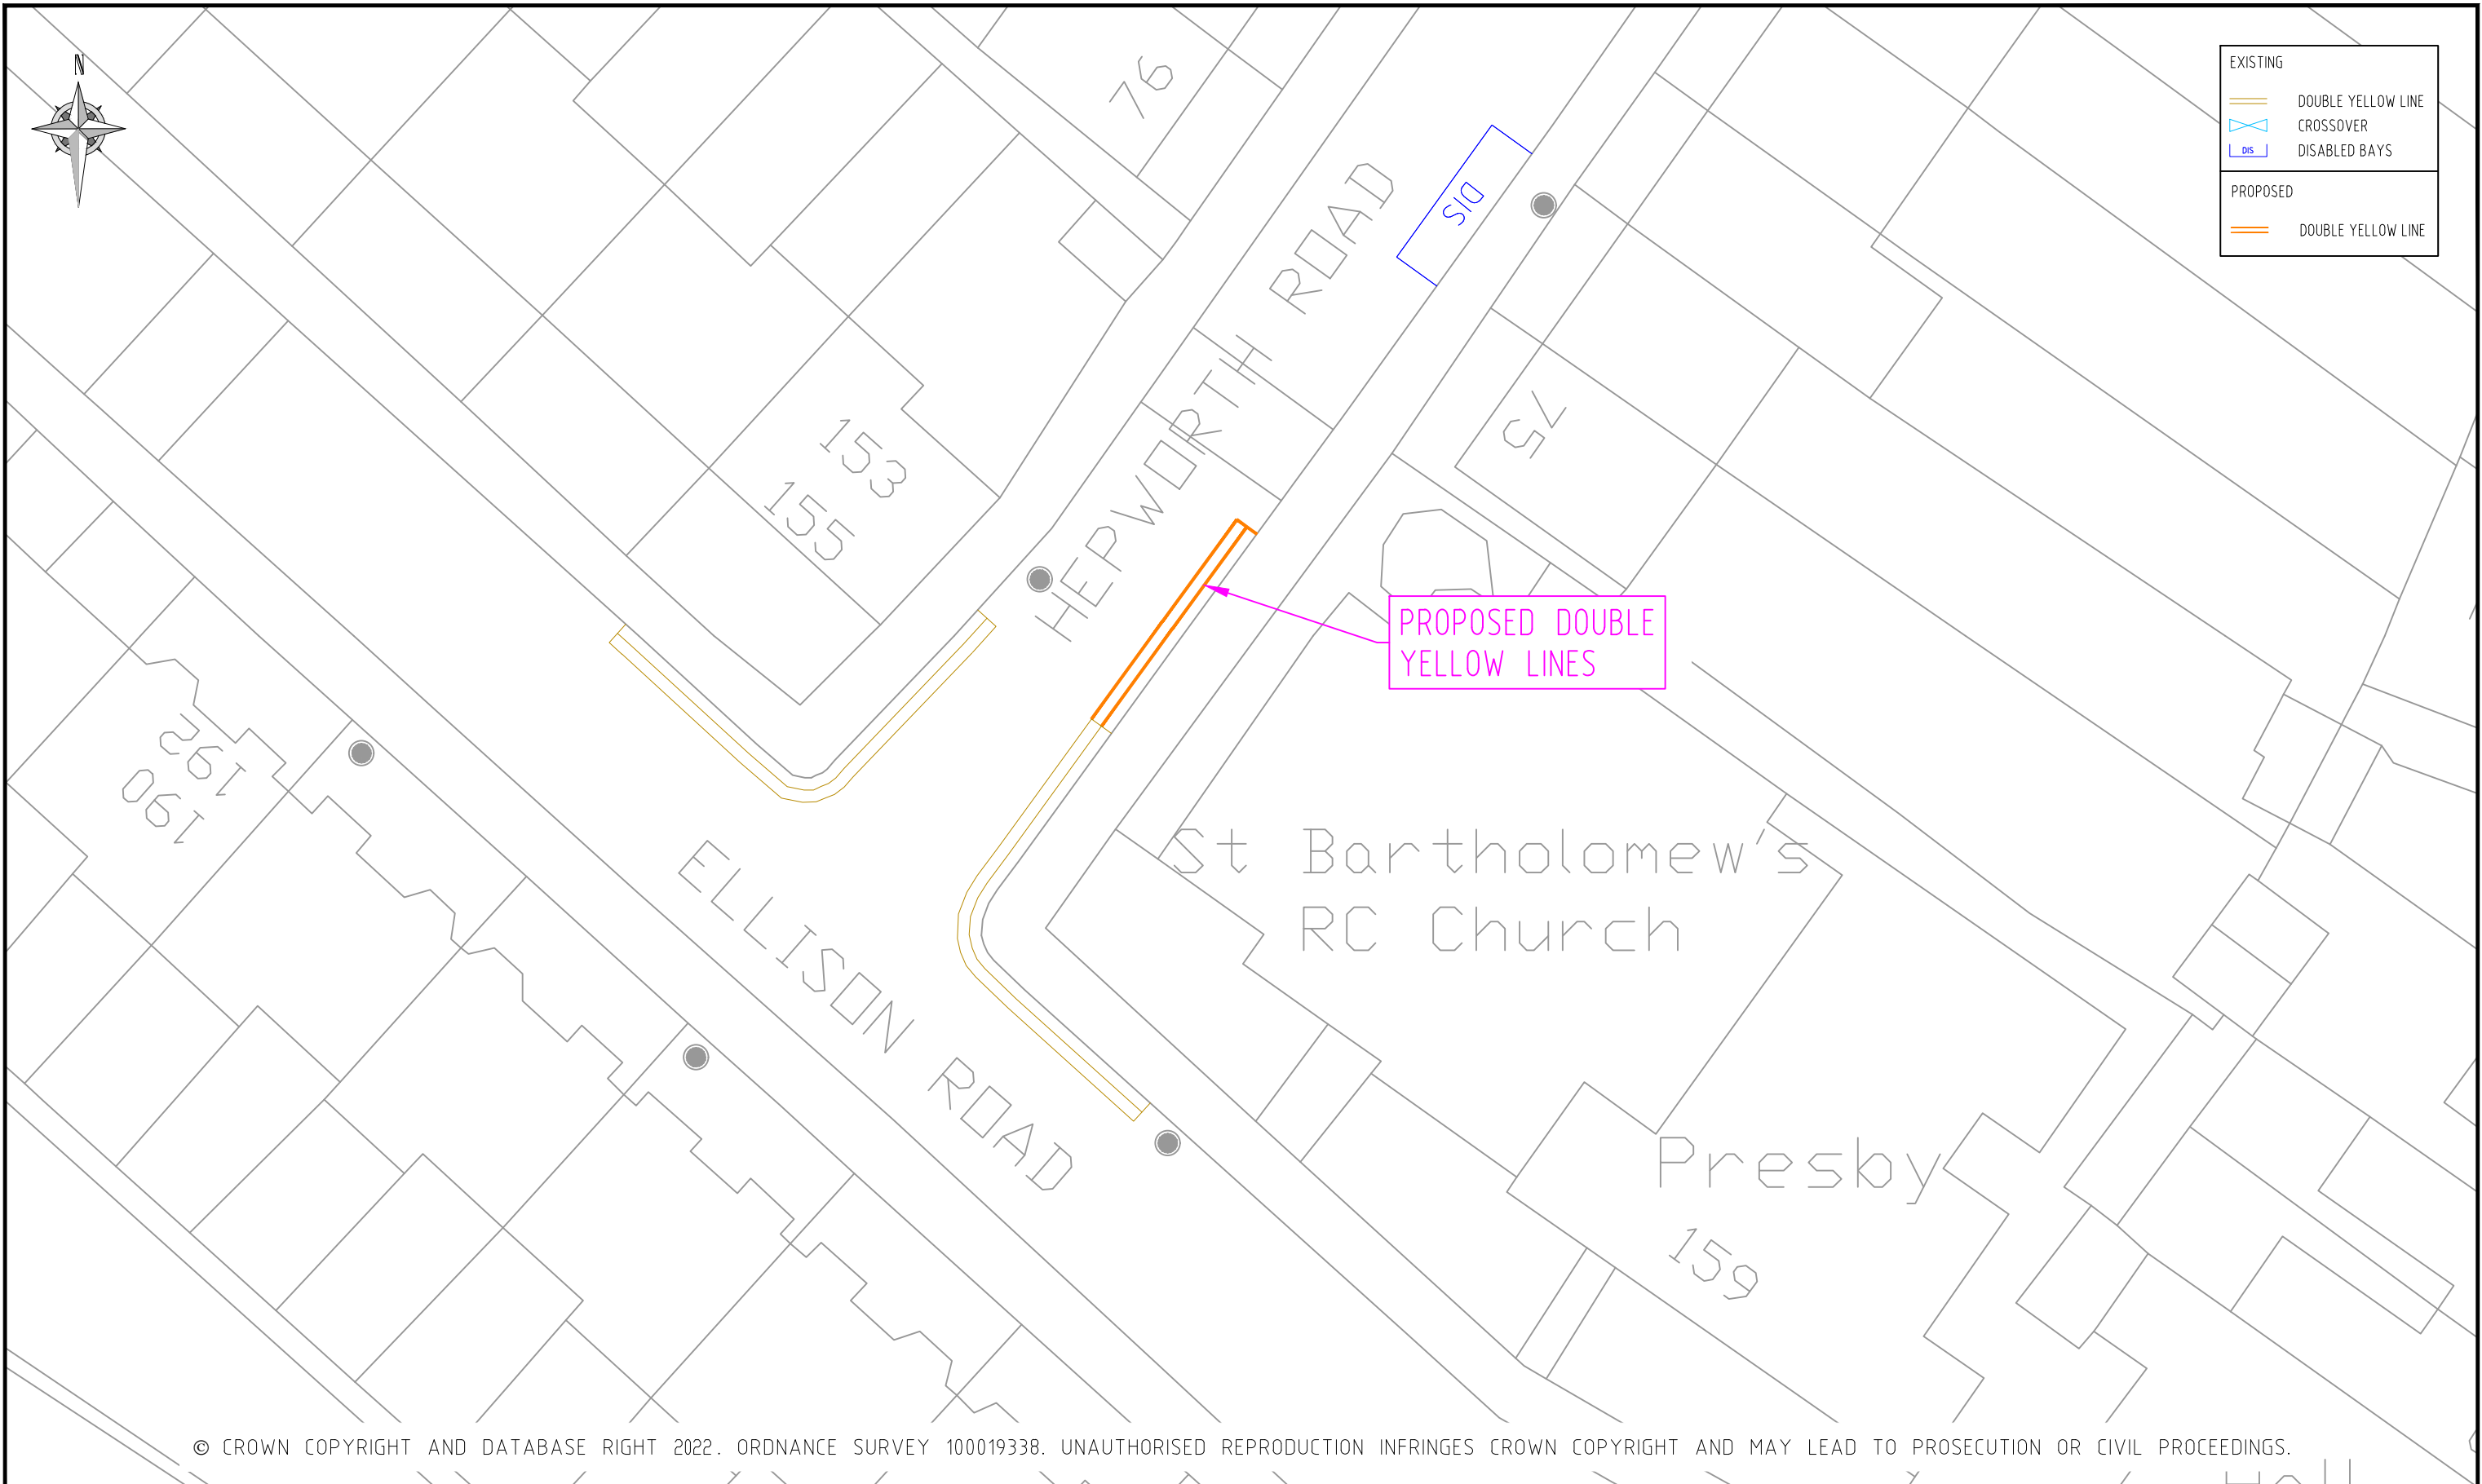 N
76
EXISTING
DOUBLE YELLOW LINE
CROSSOVER
DIS
DISABLED BAYS
PROPOSED
DOUBLE YELLOW LINE
DIS
HEPWORTH ROAD
75
153
155
PROPOSED DOUBLE
YELLOW LINES
192
190
ELLISON ROAD
St Bartholomew's
RC Church
Presby
159
© CROWN COPYRIGHT AND DATABASE RIGHT 2022. ORDNANCE SURVEY 100019338. UNAUTHORISED REPRODUCTION INFRINGES CROWN COPYRIGHT AND MAY LEAD TO PROSECUTION OR CIVIL PROCEEDINGS.